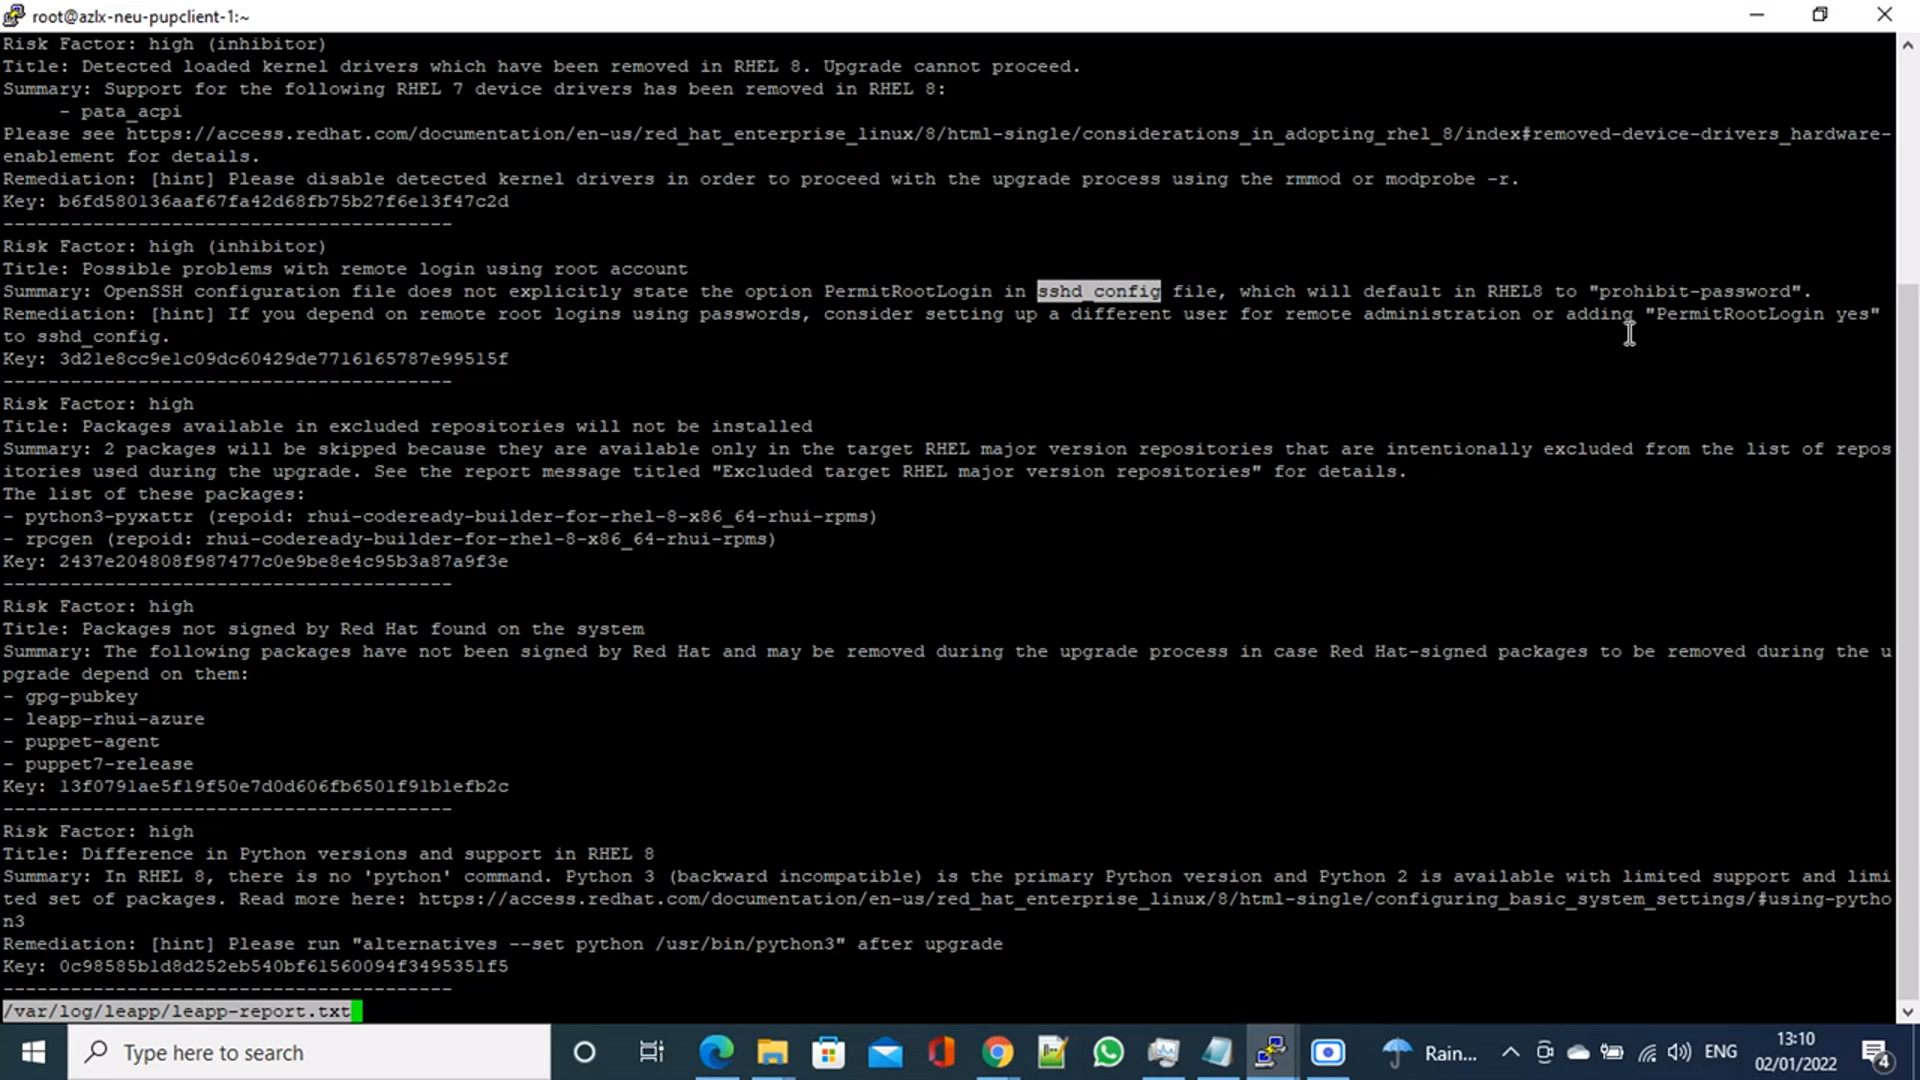 root@azlx-neu-pupclient-1:~
Risk Factor: high (inhibitor)
Title: Detected loaded kernel drivers which have been removed in RHEL 8. Upgrade cannot proceed.
Summary: Support for the following RHEL 7 device drivers has been removed in RHEL 8:
- pata_acpi
Please see https://access.redhat.com/documentation/en-us/red_hat_enterprise_linux/8/html-single/considerations_in_adopting_rhel_8/index#removed-device-drivers_hardware-
enablement for details.
Remediation: [hint] Please disable detected kernel drivers in order to proceed with the upgrade process using the rmmod or modprobe -r.
Key: b6fd580136aaf67fa42d68fb75b27f6e13f47c2d
----------------------------------------
Risk Factor: high (inhibitor)
Title: Possible problems with remote login using root account
Summary: OpenSSH configuration file does not explicitly state the option PermitRootLogin in sshd_config file, which will default in RHEL8 to "prohibit-password".
Remediation: [hint] If you depend on remote root logins using passwords, consider setting up a different user for remote administration or adding "PermitRootLogin yes"
to sshd_config.
Key: 3d21e8cc9e1c09dc60429de7716165787e99515f
----------------------------------------
Risk Factor: high
Title: Packages available in excluded repositories will not be installed
Summary: 2 packages will be skipped because they are available only in the target RHEL major version repositories that are intentionally excluded from the list of repos
itories used during the upgrade. See the report message titled "Excluded target RHEL major version repositories" for details.
The list of these packages:
- python3-pyxattr (repoid: rhui-codeready-builder-for-rhel-8-x86_64-rhui-rpms)
- rpcgen (repoid: rhui-codeready-builder-for-rhel-8-x86_64-rhui-rpms)
Key: 2437e204808f987477c0e9be8e4c95b3a87a9f3e
----------------------------------------
Risk Factor: high
Title: Packages not signed by Red Hat found on the system
Summary: The following packages have not been signed by Red Hat and may be removed during the upgrade process in case Red Hat-signed packages to be removed during the u
pgrade depend on them:
- gpg-pubkey
- leapp-rhui-azure
- puppet-agent
- puppet7-release
Key: 13f0791ae5f19f50e7d0d606fb6501f91b1efb2c
----------------------------------------
Risk Factor: high
Title: Difference in Python versions and support in RHEL 8
Summary: In RHEL 8, there is no 'python' command. Python 3 (backward incompatible) is the primary Python version and Python 2 is available with limited support and limi
ted set of packages. Read more here: https://access.redhat.com/documentation/en-us/red_hat_enterprise_linux/8/html-single/configuring_basic_system_settings/#using-pytho
n3
Remediation: [hint] Please run "alternatives --set python /usr/bin/python3" after upgrade
Key: 0c98585b1d8d252eb540bf61560094f3495351f5
----------------------------------------
/var/log/leapp/leapp-report.txt
Type here to search
Rain...
ENG
13:10
02/01/2022
4